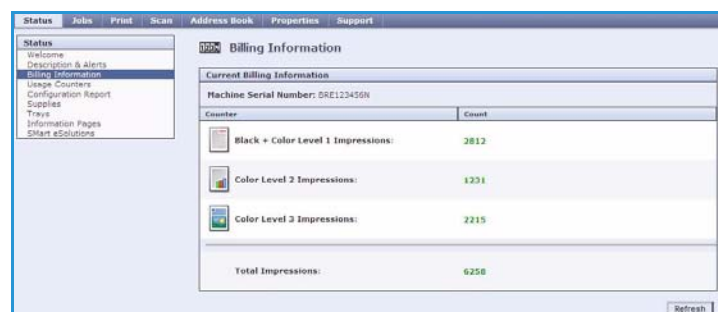 Status Jobs Print Scan Address Book Properties Support
Status
Welcome
Description & Alerts
Billing Information
Usage Counters
Configuration Report
Supplies
Trays
Information Pages
SMart eSolutions
Billing Information
Current Billing Information
Machine Serial Number: BRE123456N
Counter Count
Black + Color Level 1 Impressions: 2812
Color Level 2 Impressions: 1231
Color Level 3 Impressions: 2215
Total Impressions: 6258
Refresh